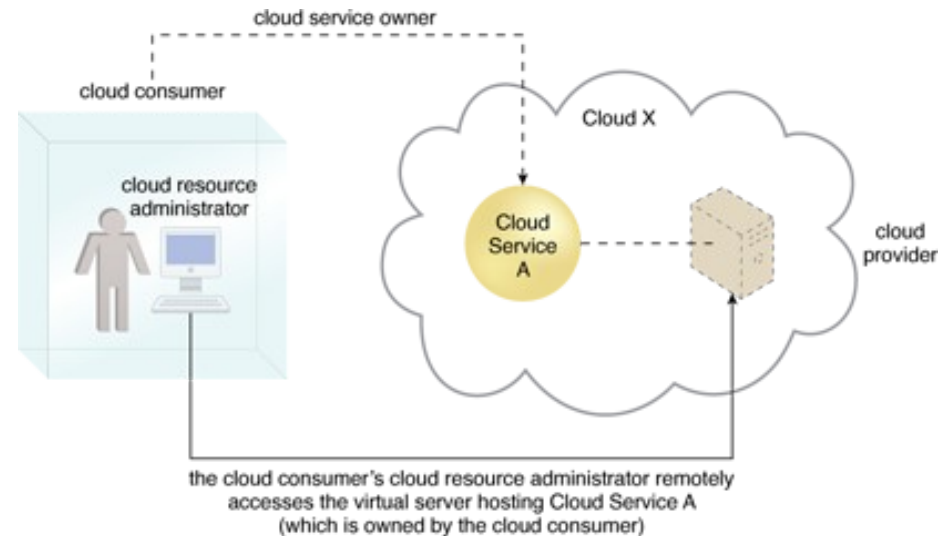 cloud service owner
cloud consumer
cloud resource
administrator
Cloud X
Cloud
Service
A
cloud
provider
the cloud consumer's cloud resource administrator remotely
accesses the virtual server hosting Cloud Service A
(which is owned by the cloud consumer)